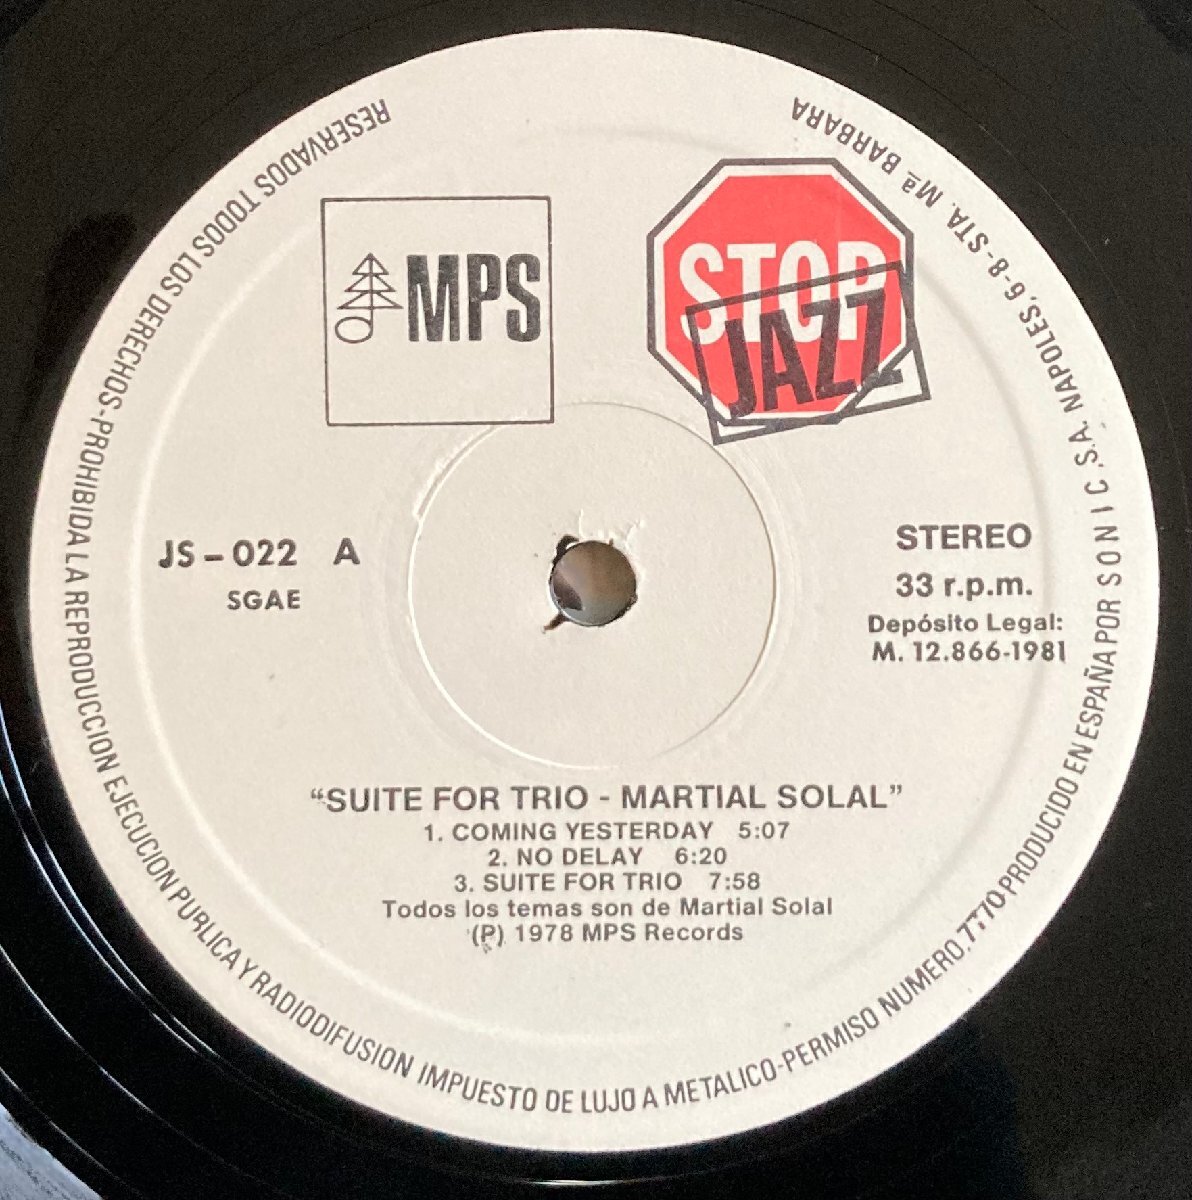 RESERVADOS TODOS LOS DERECHOS-PROHIBIDA LA REPRODUCCION EJECUCION PUBLICA Y RADIODIFUSION IMPUESTO DE LUJO A METALICO-PERMISO NUMERO.7770-PRODUCIDO EN ESPAÑA POR S O N I C .S.A. NAPOLES, 6-8-STA. Mª BARBARA
MPS
STOP
JAZZ
JS - 022 A
SGAE
STEREO
33 r.p.m.
Depósito Legal:
M. 12.866-1981
“SUITE FOR TRIO - MARTIAL SOLAL”
1. COMING YESTERDAY 5:07
2. NO DELAY 6:20
3. SUITE FOR TRIO 7:58
Todos los temas son de Martial Solal
(P) 1978 MPS Records